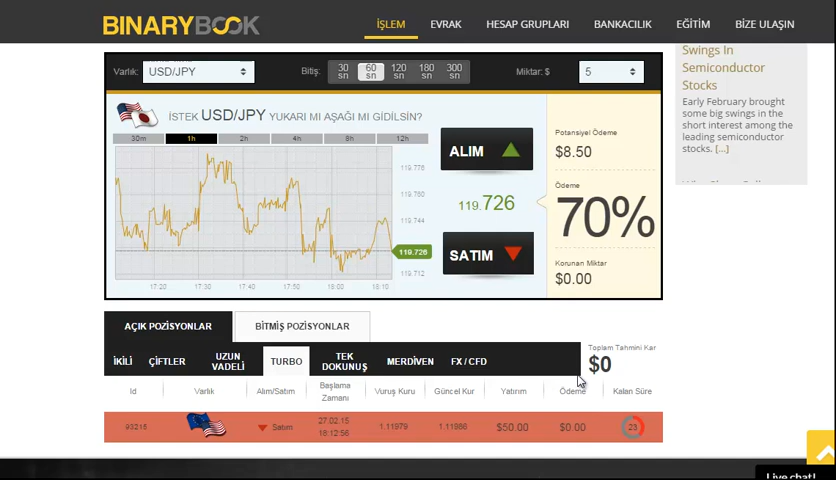 BINARYBOOK
İŞLEM
EVRAK
HESAP GRUPLARI
BANKACILIK
EĞİTİM
BİZE ULAŞIN
Varlık:
USD/JPY
Bitiş:
30 sn
60 sn
120 sn
180 sn
300 sn
Miktar: $
5
Swings In
Semiconductor
Stocks
Early February brought
some big swings in the
short interest among the
leading semiconductor
stocks. [...]
İSTEK USD/JPY YUKARI MI AŞAĞI MI GİDİLSİN?
30m
1h
2h
4h
8h
12h
119.776
119.760
119.744
119.726
119.712
17:20
17:30
17:40
17:50
18:00
18:10
ALIM
119.726
SATIM
Potansiyel Ödeme
$8.50
Ödeme
70%
Korunan Miktar
$0.00
AÇIK POZİSYONLAR
BİTMİŞ POZİSYONLAR
İKİLİ
ÇİFTLER
UZUN
VADELİ
TURBO
TEK
DOKUNUŞ
MERDİVEN
FX / CFD
Toplam Tahmini Kar
$0
Id
Varlık
Alım/Satım
Başlama
Zamanı
Vuruş Kuru
Güncel Kur
Yatırım
Ödeme
Kalan Süre
93215
Satım
27.02.15
18:12:56
1.11979
1.11986
$50.00
$0.00
23
Live chat!